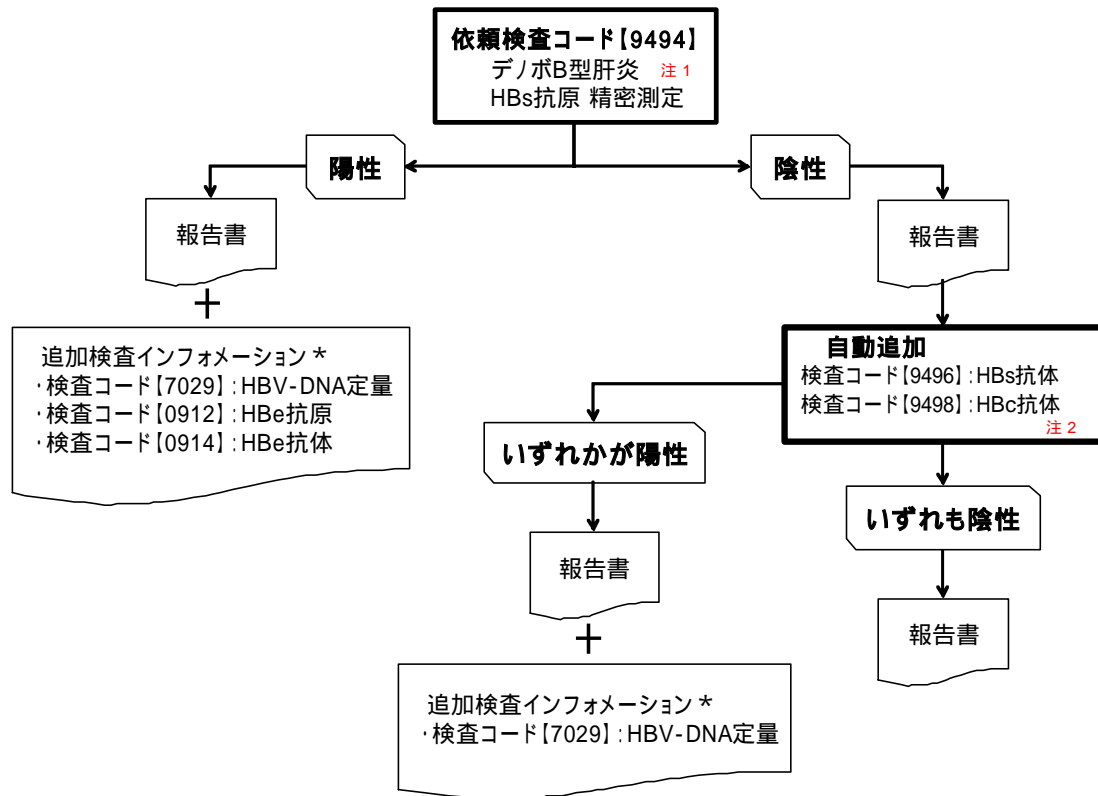 依頼検査コード【9494】
デノボB型肝炎 注1
HBs抗原 精密測定
陽性
陰性
報告書
報告書
＋
追加検査インフォメーション＊
・検査コード【7029】:HBV-DNA定量
・検査コード【0912】:HBe抗原
・検査コード【0914】:HBe抗体
自動追加
検査コード【9496】:HBs抗体
検査コード【9498】:HBc抗体
注2
いずれかが陽性
いずれも陰性
報告書
報告書
＋
追加検査インフォメーション＊
・検査コード【7029】:HBV-DNA定量